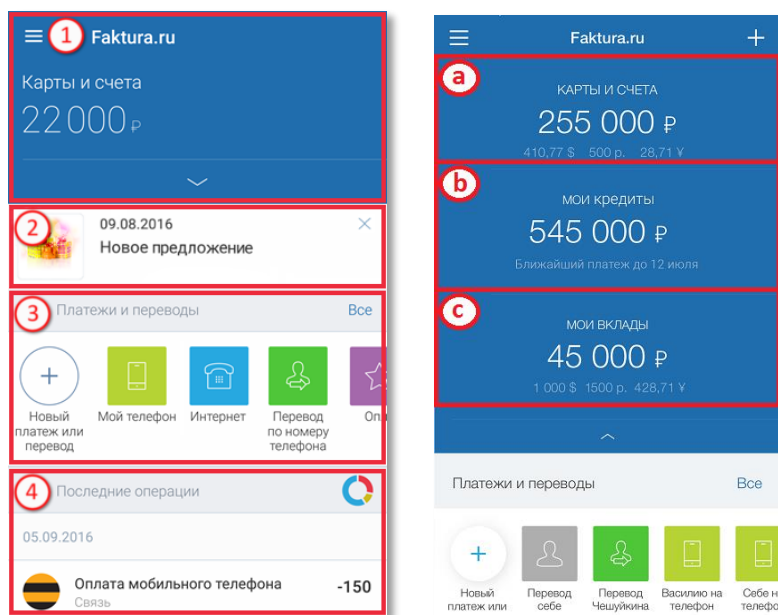 1
Faktura.ru
Карты и счета
22000 ₽
2
09.08.2016
Новое предложение
3
Платежи и переводы
Все
Новый платеж или перевод
Мой телефон
Интернет
Перевод по номеру телефона
4
Последние операции
05.09.2016
Оплата мобильного телефона
-150
Связь
Faktura.ru
a
КАРТЫ И СЧЕТА
255 000 ₽
410,77 $ 500 р. 28,71 ¥
b
мои кредиты
545 000 ₽
Ближайший платеж до 12 июля
c
МОИ ВКЛАДЫ
45 000 ₽
1 000 $ 1500 р. 428,71 ¥
Платежи и переводы
Все
Новый платеж или
Перевод себе
Перевод Чешуйкина
Василию на телефон
Себе